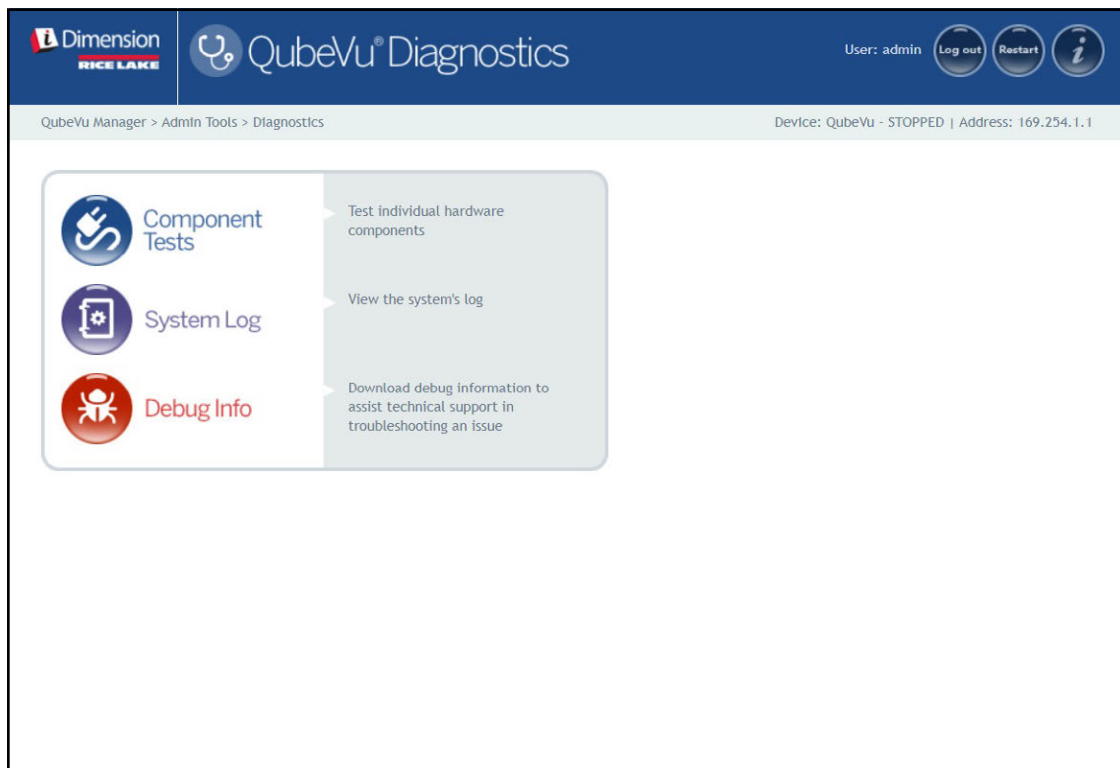 i Dimension
RICE LAKE
QubeVu® Diagnostics
User: admin
Log out
Restart
i
QubeVu Manager > Admin Tools > Diagnostics
Device: QubeVu - STOPPED | Address: 169.254.1.1
Component
Tests
Test individual hardware
components
System Log
View the system's log
Debug Info
Download debug information to
assist technical support in
troubleshooting an issue